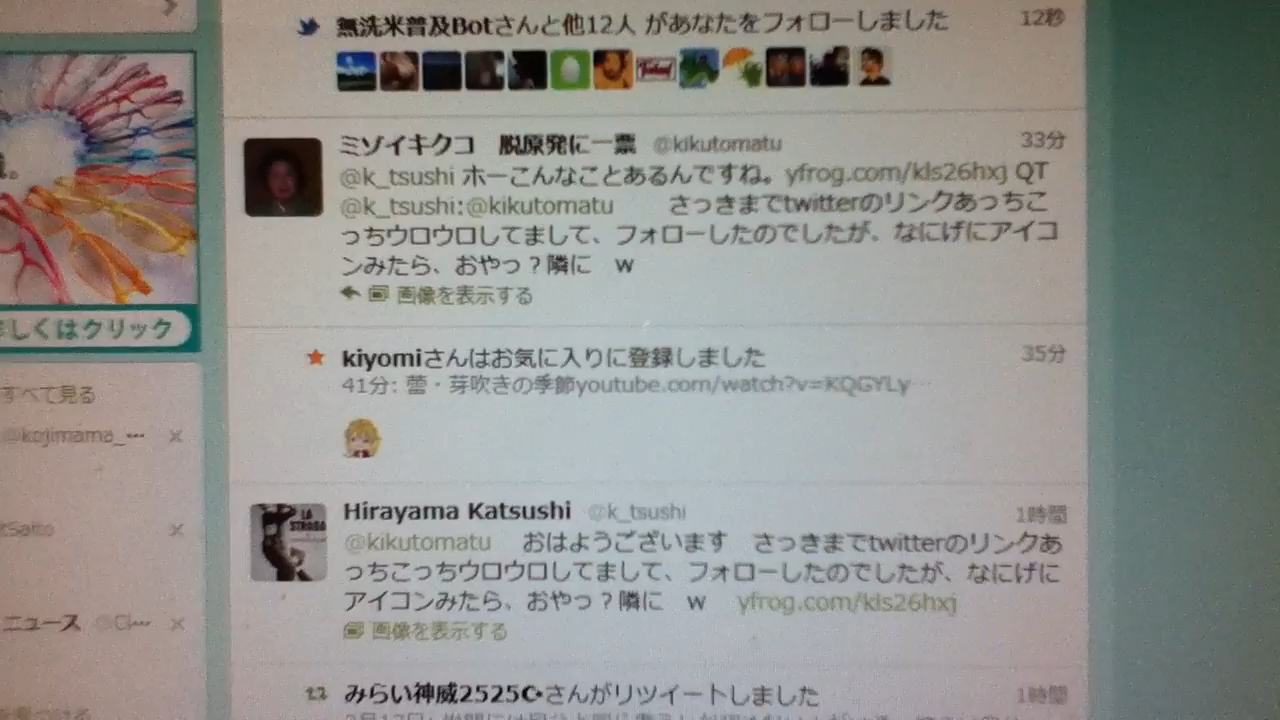 無洗米普及Botさんと他12人 があなたをフォローしました
12秒
ミゾイキクコ 脱原発に一票 @kikutomatu
33分
@k_tsushi ホーこんなことあるんですね。yfrog.com/kls26hxj QT
@k_tsushi:@kikutomatu さっきまでtwitterのリンクあっちこ
っちウロウロしてまして、フォローしたのでしたが、なにげにアイコ
ンみたら、おやっ？隣に w
画像を表示する
しくはクリック
kiyomiさんはお気に入りに登録しました
35分
41分: 蕾・芽吹きの季節youtube.com/watch?v=KQGYLy
すべて見る
@kojimama_…
Hirayama Katsushi @k_tsushi
1時間
@kikutomatu おはようございます さっきまでtwitterのリンクあ
っちこっちウロウロしてまして、フォローしたのでしたが、なにげに
アイコンみたら、おやっ？隣に w yfrog.com/kls26hxj
画像を表示する
LA
STRADA
ニュース
みらい神威2525C•さんがリツイートしました
1時間